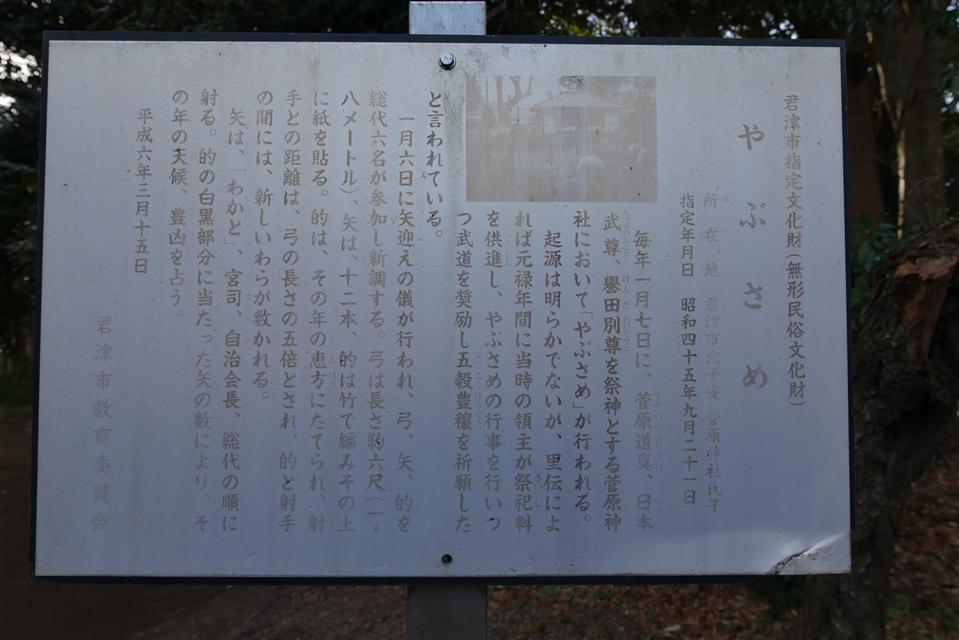 君津市指定文化財(無形民俗文化財)
やぶさめ
所在地 君津市北子安 菅原神社氏子
指定年月日 昭和四十五年九月二十一日
毎年一月七日に、菅原道真、日本
武尊、譽田別尊を祭神とする菅原神
社において「やぶさめ」が行われる。
起源は明らかでないが、里伝によ
れば元禄年間に当時の領主が祭祀料
を供進し、やぶさめの行事を行いつ
つ武道を奨励し五穀豊穣を祈願した
と言われている。
一月六日に矢迎えの儀が行われ、弓、矢、的を
総代六名が参加し新調する。弓は長さ約六尺(一・
八メートル)、矢は、十二本、的は竹で編みその上
に紙を貼る。的は、その年の恵方にたてられ、射
手との距離は、弓の長さの五倍とされ、的と射手
の間には、新しいわらが敷かれる。
矢は、「わかと」、宮司、自治会長、総代の順に
射る。的の白黒部分に当たった矢の数により、そ
の年の天候、豊凶を占う。
平成六年三月十五日
君津市教育委員会